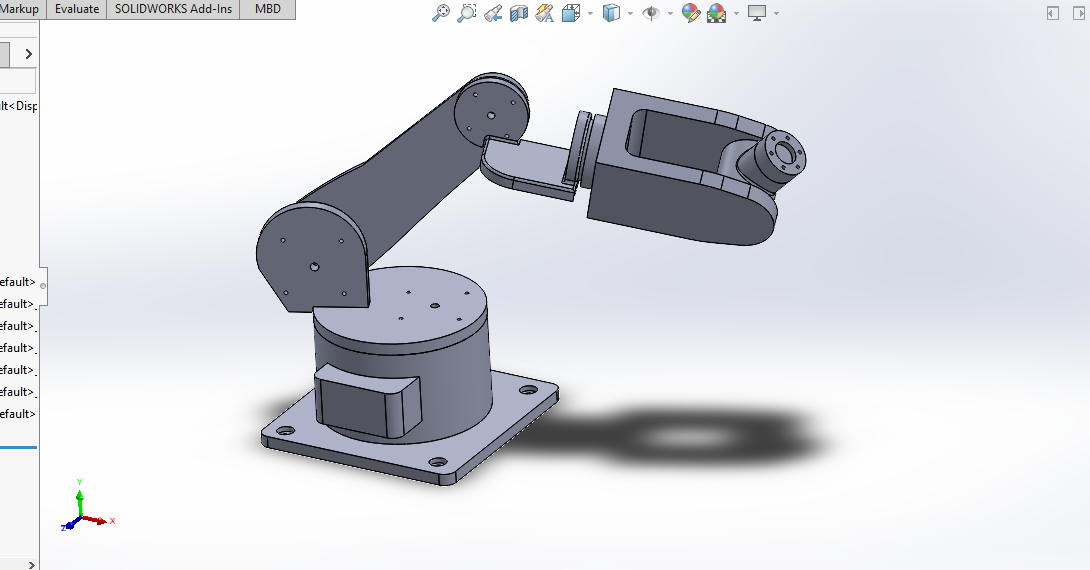 Markup Evaluate SOLIDWORKS Add-Ins MBD
lt<Disp
efault>
efault>
efault>
efault>
efault>
efault>
efault>
Y
X
Z